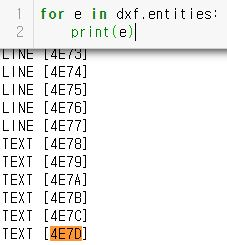 1 for e in dxf.entities:
2 print(e)
LINE [4E73]
LINE [4E74]
LINE [4E75]
LINE [4E76]
LINE [4E77]
TEXT [4E78]
TEXT [4E79]
TEXT [4E7A]
TEXT [4E7B]
TEXT [4E7C]
TEXT [4E7D]